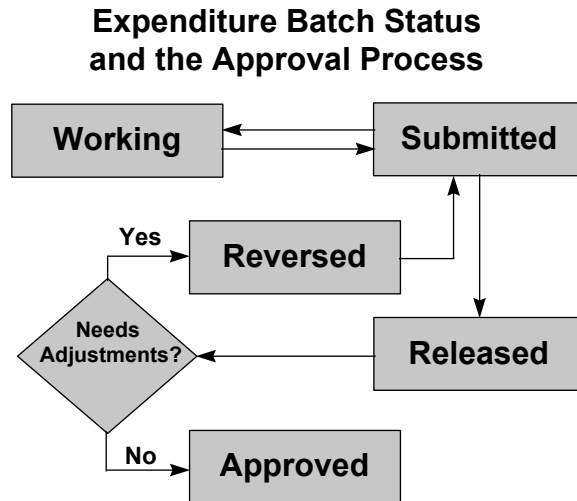 Expenditure Batch Status
and the Approval Process
Working
Submitted
Yes
Reversed
Needs
Adjustments?
Released
No
Approved